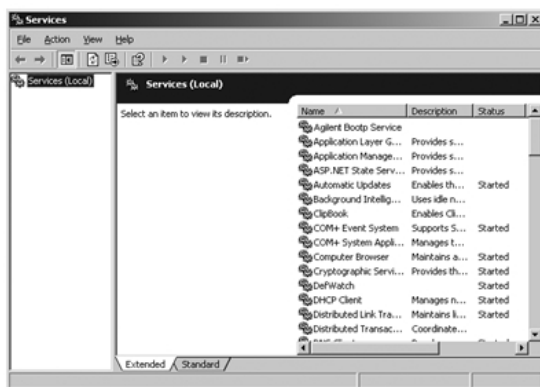 Services
File Action View Help
Services (Local)
Services (Local)
Select an item to view its description.
Name Description Status
Agilent Bootp Service
Application Layer G... Provides s...
Application Manage... Provides s...
ASP.NET State Serv... Provides s...
Automatic Updates Enables th... Started
Background Intellig... Uses idle n...
ClipBook Enables Cli...
COM+ Event System Supports S... Started
COM+ System Appli... Manages t...
Computer Browser Maintains a... Started
Cryptographic Servi... Provides th... Started
DefWatch Started
DHCP Client Manages n... Started
Distributed Link Tra... Maintains li... Started
Distributed Transac... Coordinate...
Extended Standard